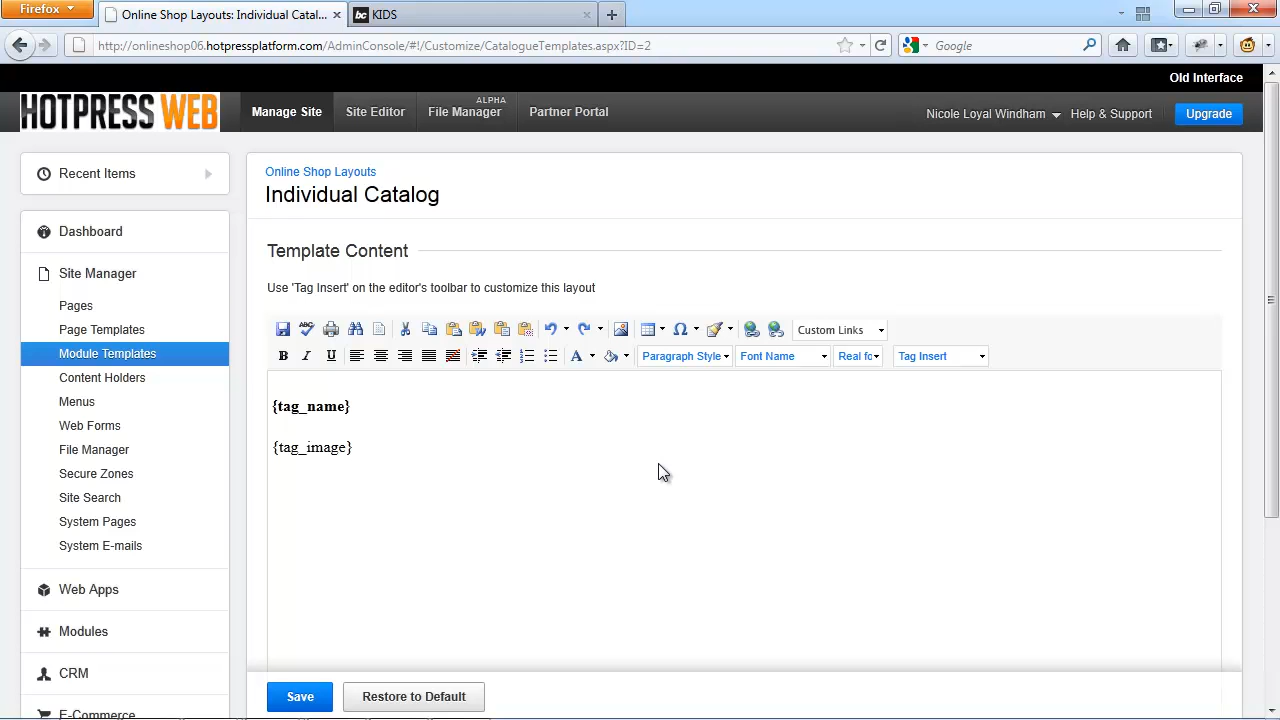 Firefox
Online Shop Layouts: Individual Catal...
KIDS
http://onlineshop06.hotpressplatform.com/AdminConsole/#!/Customize/CatalogueTemplates.aspx?ID=2
Google
Old Interface
HOTPRESS WEB
Manage Site
Site Editor
ALPHA
File Manager
Partner Portal
Nicole Loyal Windham
Help & Support
Upgrade
Recent Items
Dashboard
Site Manager
Pages
Page Templates
Module Templates
Content Holders
Menus
Web Forms
File Manager
Secure Zones
Site Search
System Pages
System E-mails
Web Apps
Modules
CRM
E-Commerce
Online Shop Layouts
Individual Catalog
Template Content
Use 'Tag Insert' on the editor's toolbar to customize this layout
Custom Links
Paragraph Style
Font Name
Real fo
Tag Insert
{tag_name}
{tag_image}
Save
Restore to Default